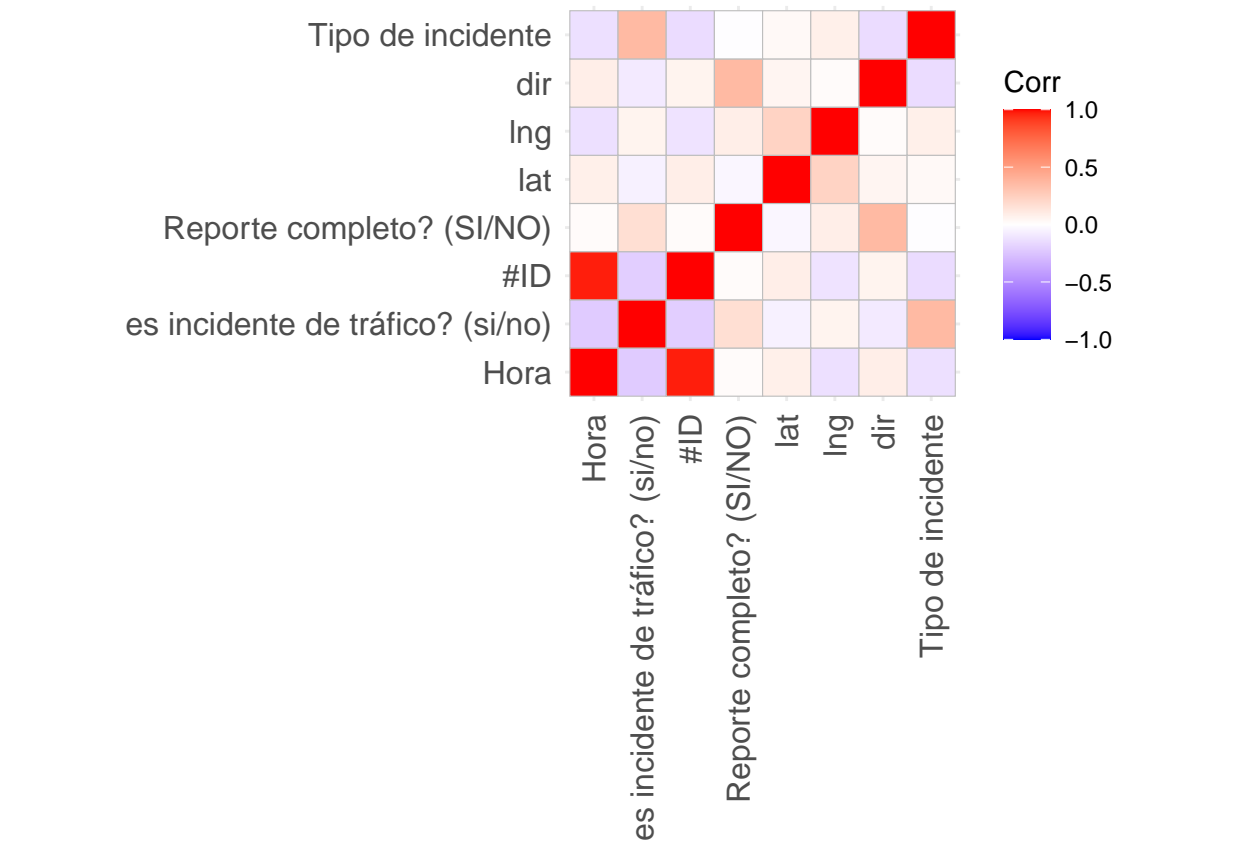 Tipo de incidente
dir
lng
lat
Reporte completo? (SI/NO)
#ID
es incidente de tráfico? (si/no)
Hora
Hora
es incidente de tráfico? (si/no)
#ID
Reporte completo? (SI/NO)
lat
lng
dir
Tipo de incidente
Corr
1.0
0.5
0.0
−0.5
−1.0